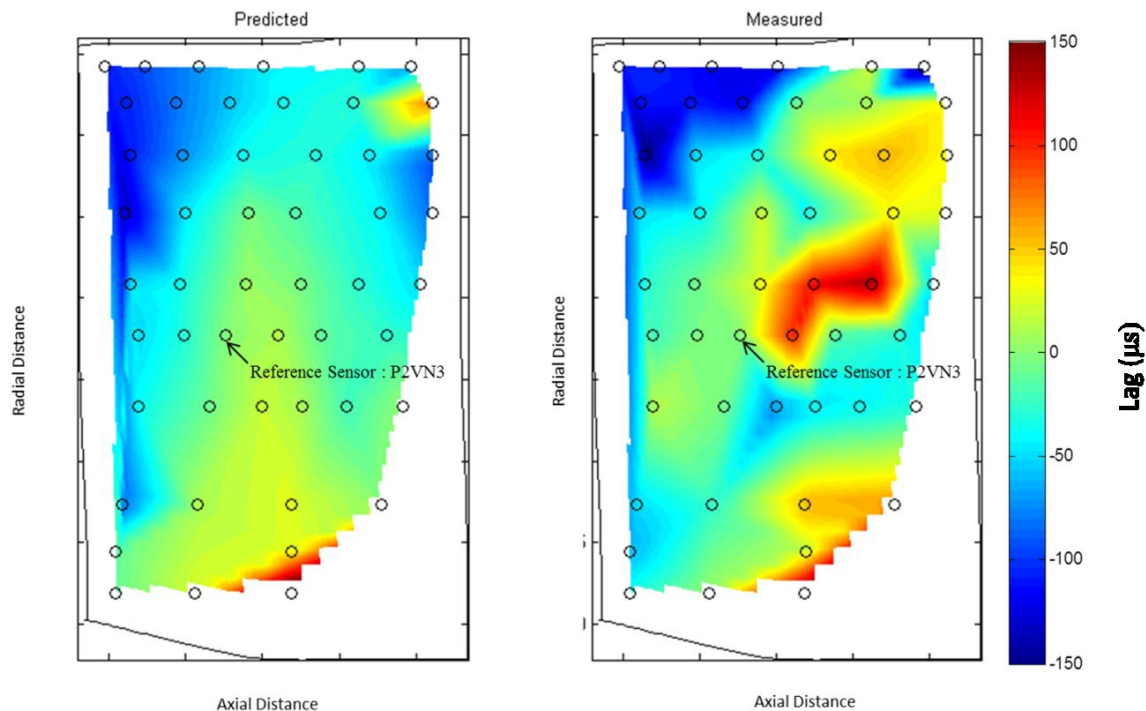 Predicted
Measured
Radial Distance
Reference Sensor : P2VN3
Axial Distance
Radial Distance
Reference Sensor : P2VN3
Axial Distance
150
100
50
0
-50
-100
-150
Lag (µs)